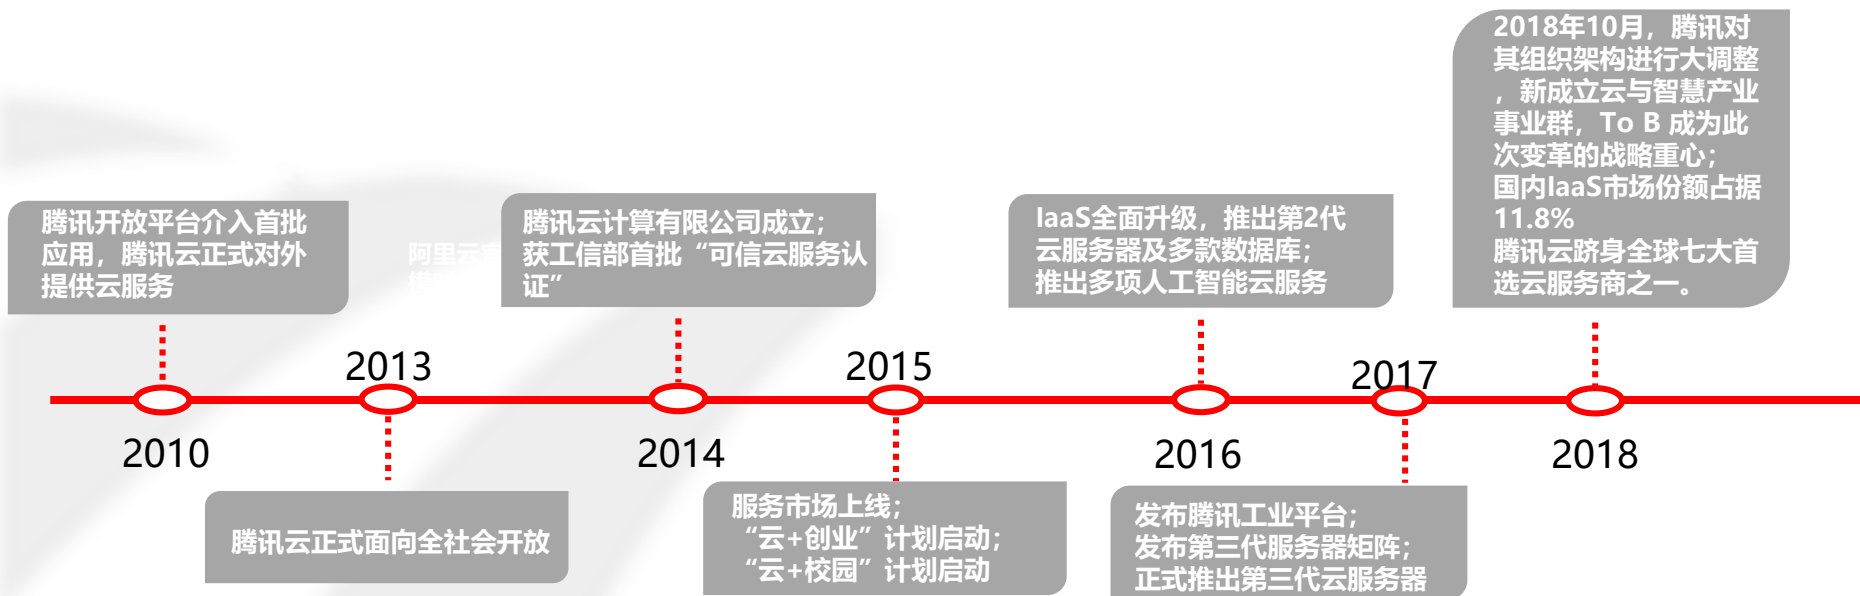 腾讯开放平台介入首批
应用，腾讯云正式对外
提供云服务
2010
2013
腾讯云正式面向全社会开放
阿里云
腾讯云计算有限公司成立；
获工信部首批“可信云服务认
证”
2014
2015
服务市场上线；
“云+创业”计划启动；
“云+校园”计划启动
IaaS全面升级，推出第2代
云服务器及多款数据库；
推出多项人工智能云服务
2016
2017
发布腾讯工业平台；
发布第三代服务器矩阵；
正式推出第三代云服务器
2018年10月，腾讯对
其组织架构进行大调整
，新成立云与智慧产业
事业群，To B 成为此
次变革的战略重心；
国内IaaS市场份额占据
11.8%
腾讯云跻身全球七大首
选云服务商之一。
2018